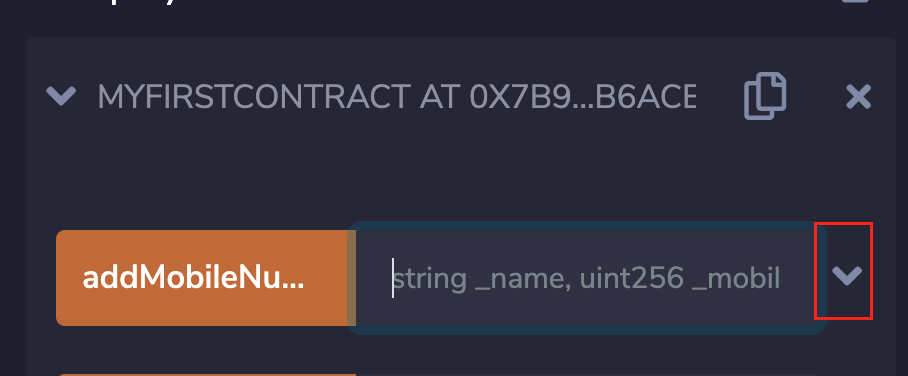 MYFIRSTCONTRACT AT 0X7B9...B6ACE
addMobileNu...
string _name, uint256 _mobil